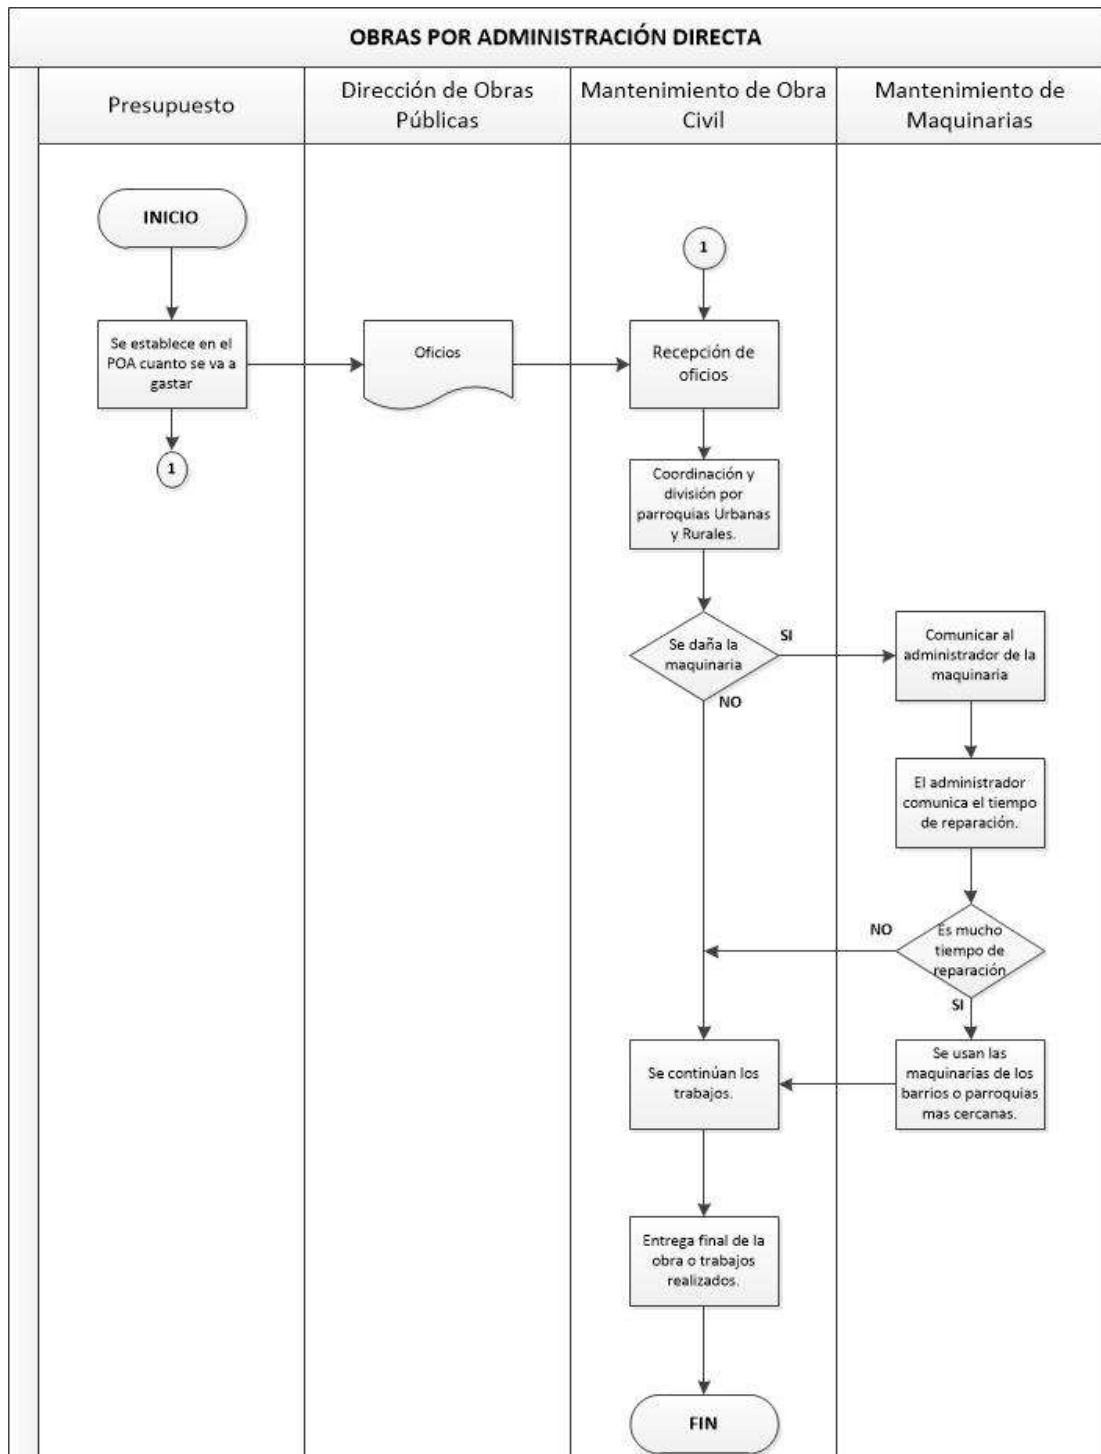 OBRAS POR ADMINISTRACIÓN DIRECTA
Presupuesto
Dirección de Obras
Públicas
Mantenimiento de Obra
Civil
Mantenimiento de
Maquinarias
INICIO
1
Se establece en el
POA cuanto se va a
gastar
Oficios
Recepción de
oficios
1
Coordinación y
división por
parroquias Urbanas
y Rurales.
Se daña la
maquinaria
SI
NO
Comunicar al
administrador de la
maquinaria
El administrador
comunica el tiempo
de reparación.
Es mucho
tiempo de
reparación
NO
SI
Se usan las
maquinarias de los
barrios o parroquias
mas cercanas.
Se continúan los
trabajos.
Entrega final de la
obra o trabajos
realizados.
FIN